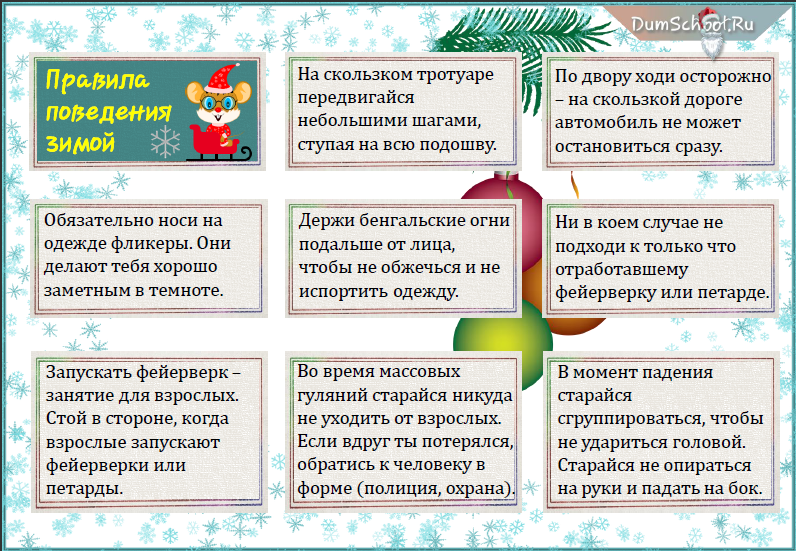 DumSchool.Ru
Правила
поведения
зимой
На скользком тротуаре
передвигайся
небольшими шагами,
ступая на всю подошву.
По двору ходи осторожно
– на скользкой дороге
автомобиль не может
остановиться сразу.
Обязательно носи на
одежде фликеры. Они
делают тебя хорошо
заметным в темноте.
Держи бенгальские огни
подальше от лица,
чтобы не обжечься и не
испортить одежду.
Ни в коем случае не
подходи к только что
отработавшему
фейерверку или петарде.
Запускать фейерверк –
занятие для взрослых.
Стой в стороне, когда
взрослые запускают
фейерверки или
петарды.
Во время массовых
гуляний старайся никуда
не уходить от взрослых.
Если вдруг ты потерялся,
обратись к человеку в
форме (полиция, охрана).
В момент падения
старайся
сгруппироваться, чтобы
не удариться головой.
Старайся не опираться
на руки и падать на бок.